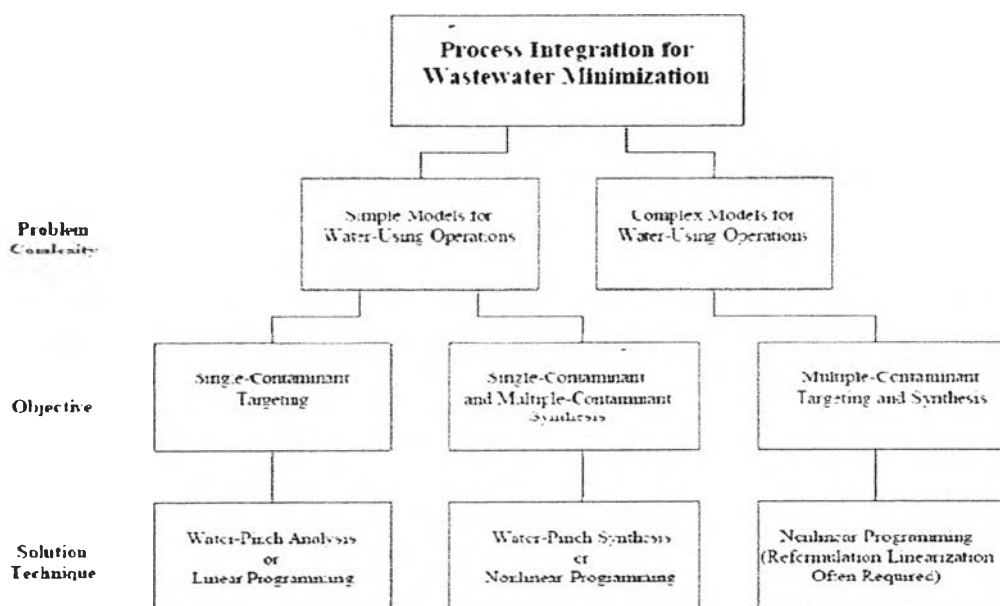 Process Integration for
Wastewater Minimization
Problem
Comlexity
Simple Models for
Water-Using Operations
Complex Models for
Water-Using Operations
Objective
Single-Contaminant
Targeting
Single-Contaminant
and Multiple-Contaminant
Synthesis
Multiple-Contaminant
Targeting and Synthesis
Solution
Technique
Water-Pinch Analysis
or
Linear Programming
Water-Pinch Synthesis
or
Nonlinear Programming
Nonlinear Programming
(Reformulation Linearization
Often Required)